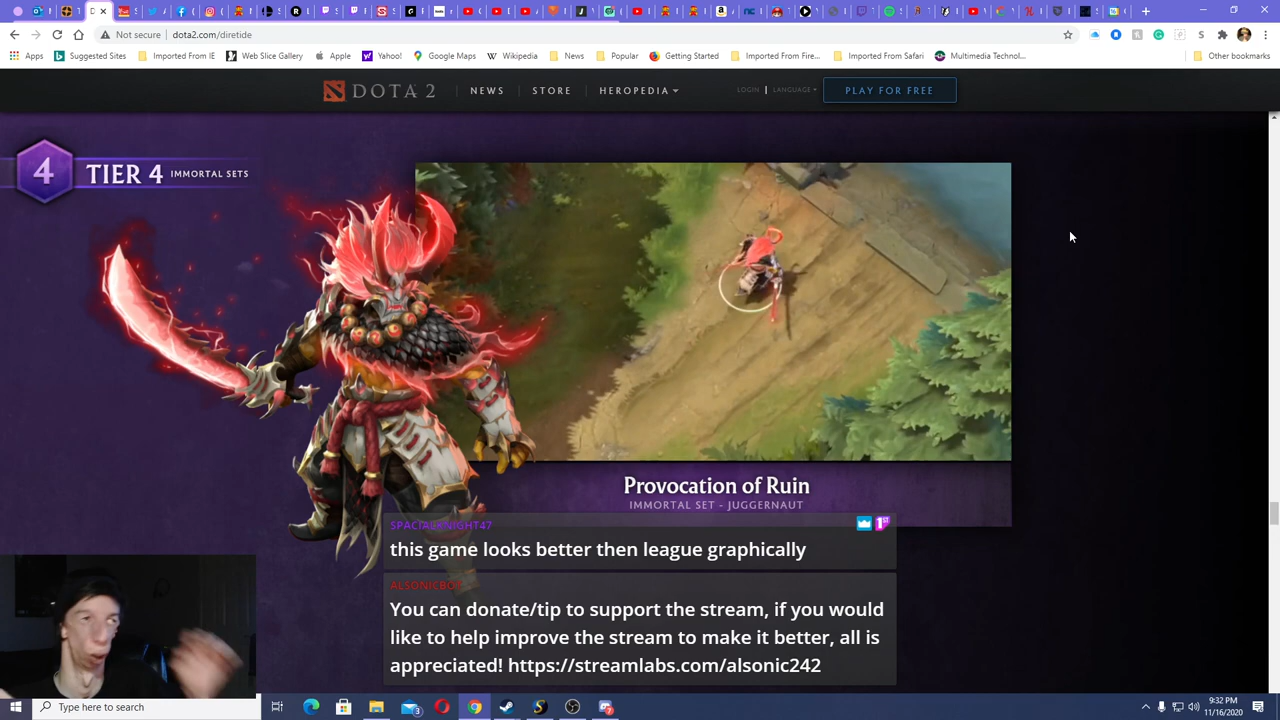 Not secure | dota2.com/diretide
Apps
Suggested Sites
Imported From IE
Web Slice Gallery
Apple
Yahoo!
Google Maps
Wikipedia
News
Popular
Getting Started
Imported From Fire...
Imported From Safari
Multimedia Technol...
Other bookmarks
DOTA 2
NEWS
STORE
HEROPEDIA
LOGIN | LANGUAGE
PLAY FOR FREE
4
TIER 4 IMMORTAL SETS
Provocation of Ruin
IMMORTAL SET - JUGGERNAUT
SPACIALKNIGHT47
1ST
this game looks better then league graphically
ALSONICBOT
You can donate/tip to support the stream, if you would
like to help improve the stream to make it better, all is
appreciated! https://streamlabs.com/alsonic242
Type here to search
9:32 PM
11/16/2020